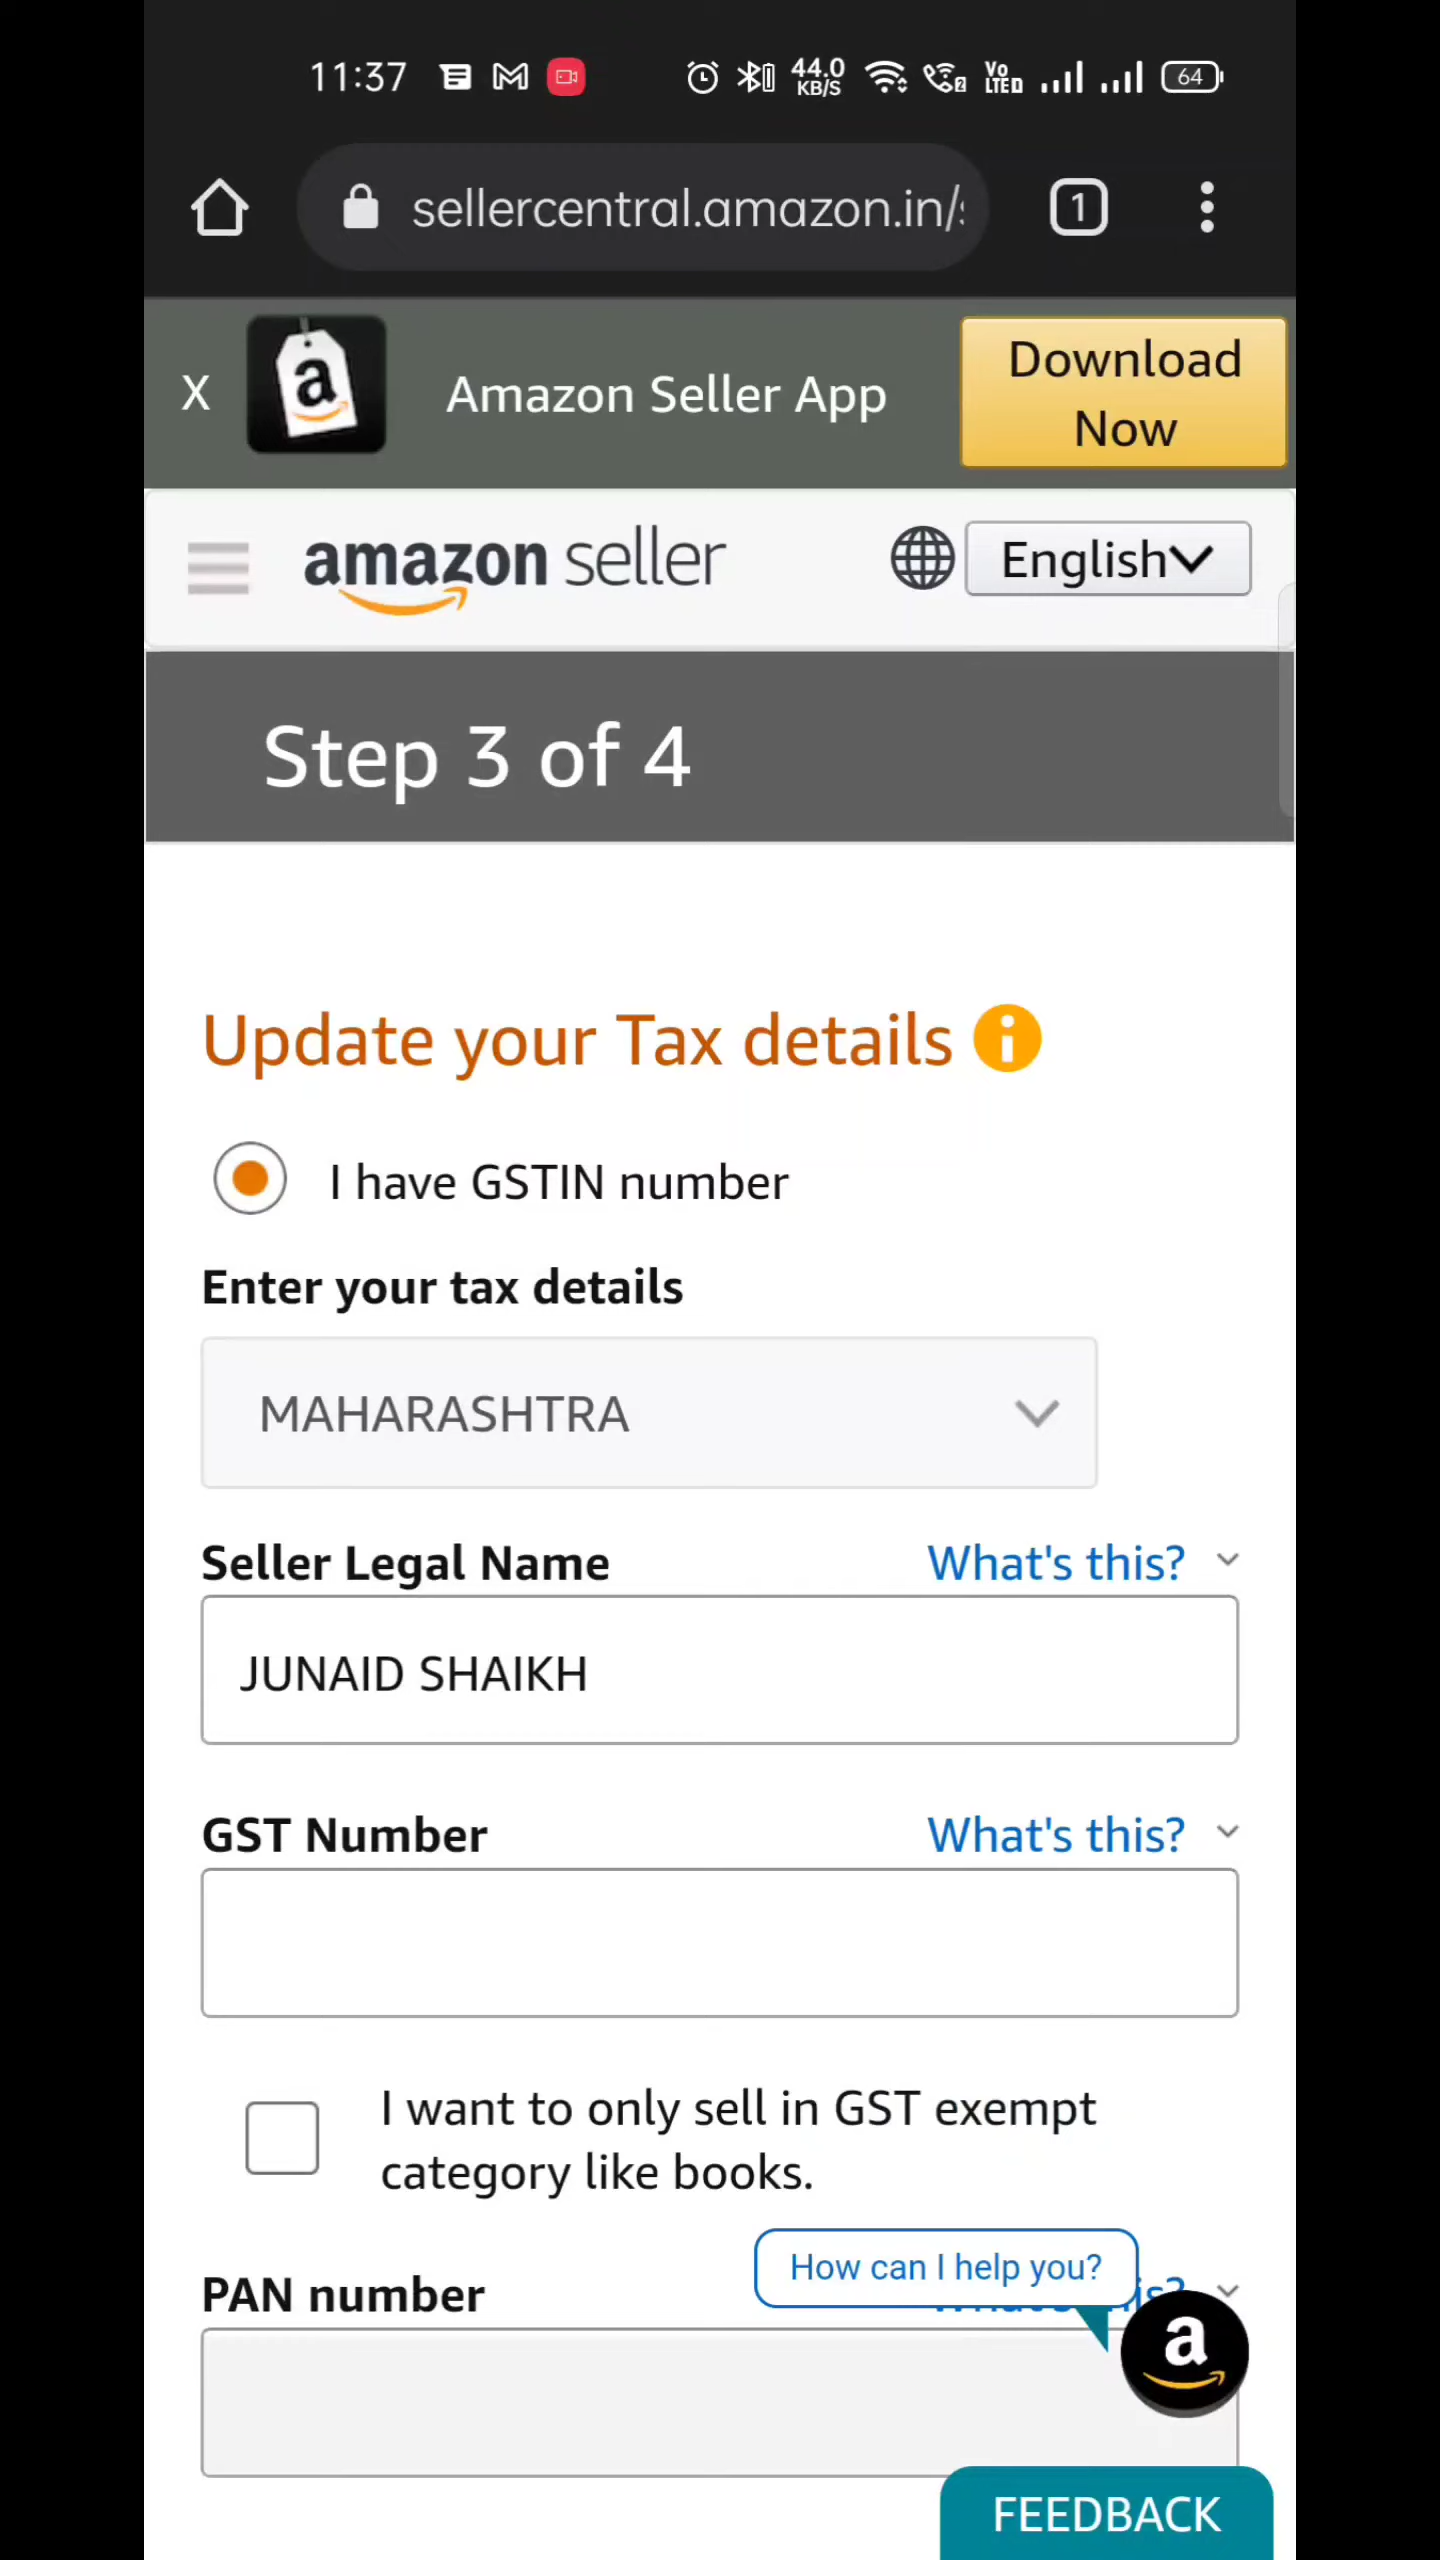 11:37 44.0 KB/S Vo LTE 64
sellercentral.amazon.in/ 1
X a Amazon Seller App Download Now
amazon seller English
Step 3 of 4
Update your Tax details
I have GSTIN number
Enter your tax details
MAHARASHTRA
Seller Legal Name What's this?
JUNAID SHAIKH
GST Number What's this?
I want to only sell in GST exempt
category like books.
How can I help you?
PAN number
a
FEEDBACK